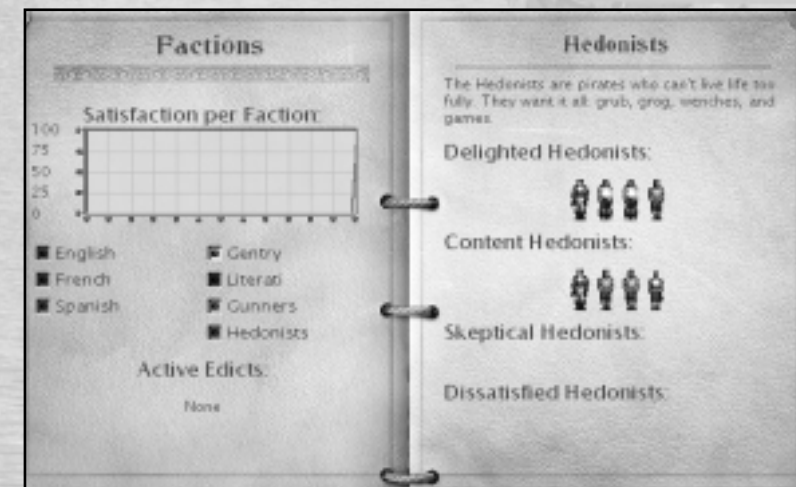 Factions
Satisfaction per Faction:
100
75
50
25
0
English
French
Spanish
Gentry
Literati
Gunners
Hedonists
Active Edicts:
None
Hedonists
The Hedonists are pirates who can't live life too
fully. They want it all: grub, grog, wenches, and
games.
Delighted Hedonists:
Content Hedonists:
Skeptical Hedonists:
Dissatisfied Hedonists: